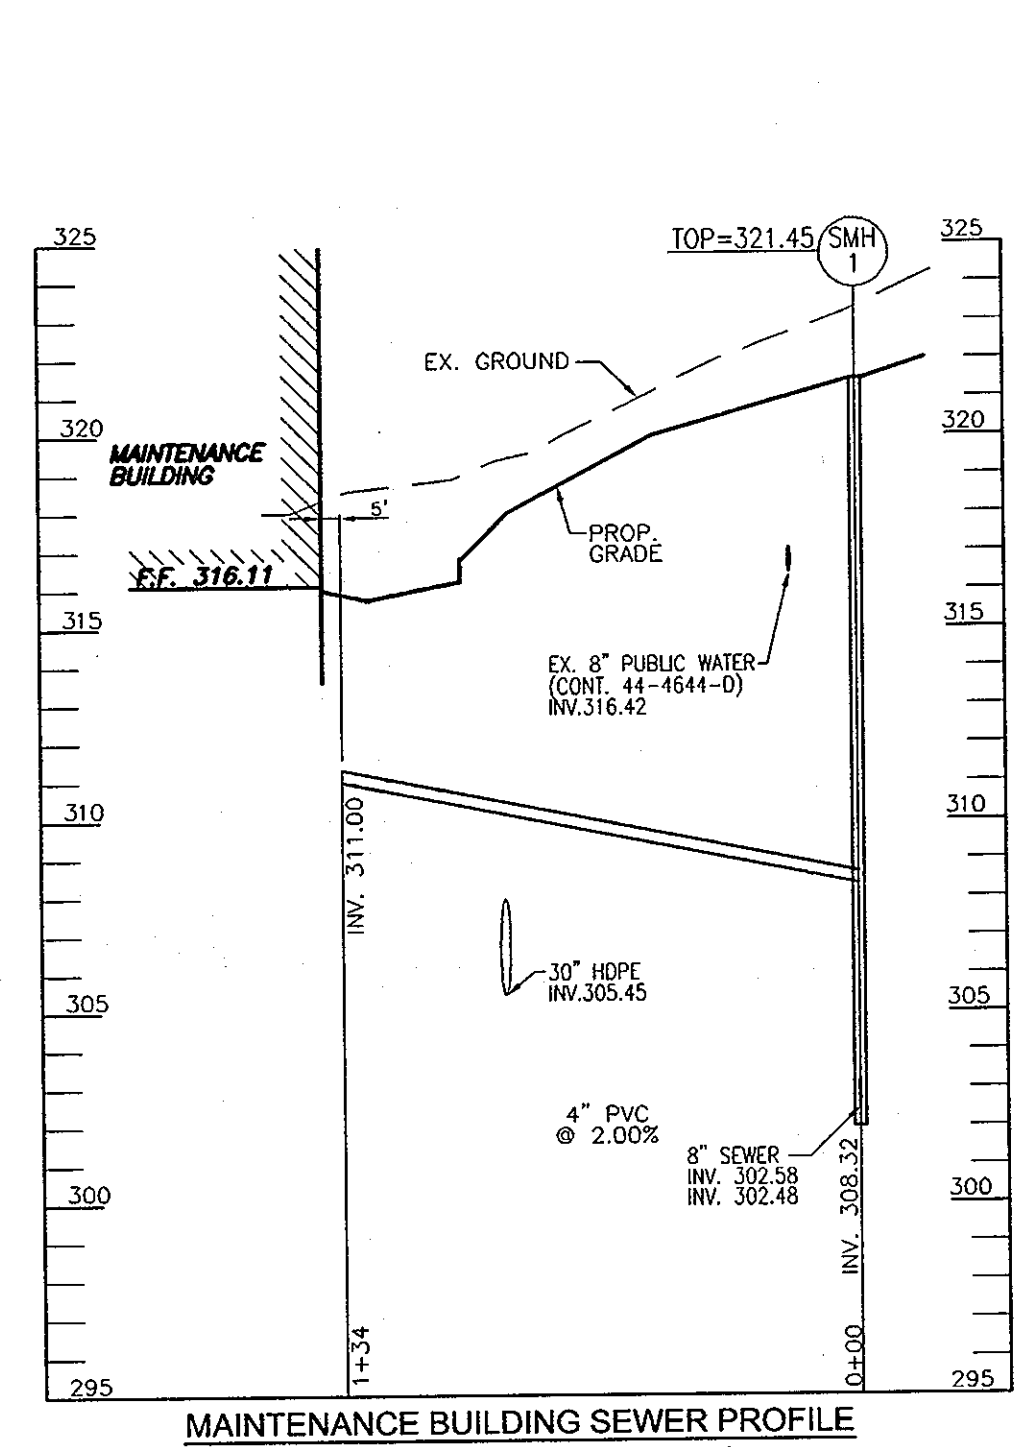 325
325
TOP=321.45
SMH
1
EX. GROUND
320
320
MAINTENANCE
BUILDING
5'
PROP.
GRADE
F.F. 316.11
315
315
EX. 8" PUBLIC WATER
(CONT. 44-4644-D)
INV.316.42
310
310
INV. 311.00
30" HDPE
INV.305.45
305
305
4" PVC
@ 2.00%
8" SEWER
INV. 302.58
INV. 302.48
INV. 308.32
300
300
1+34
0+00
295
295
MAINTENANCE BUILDING SEWER PROFILE